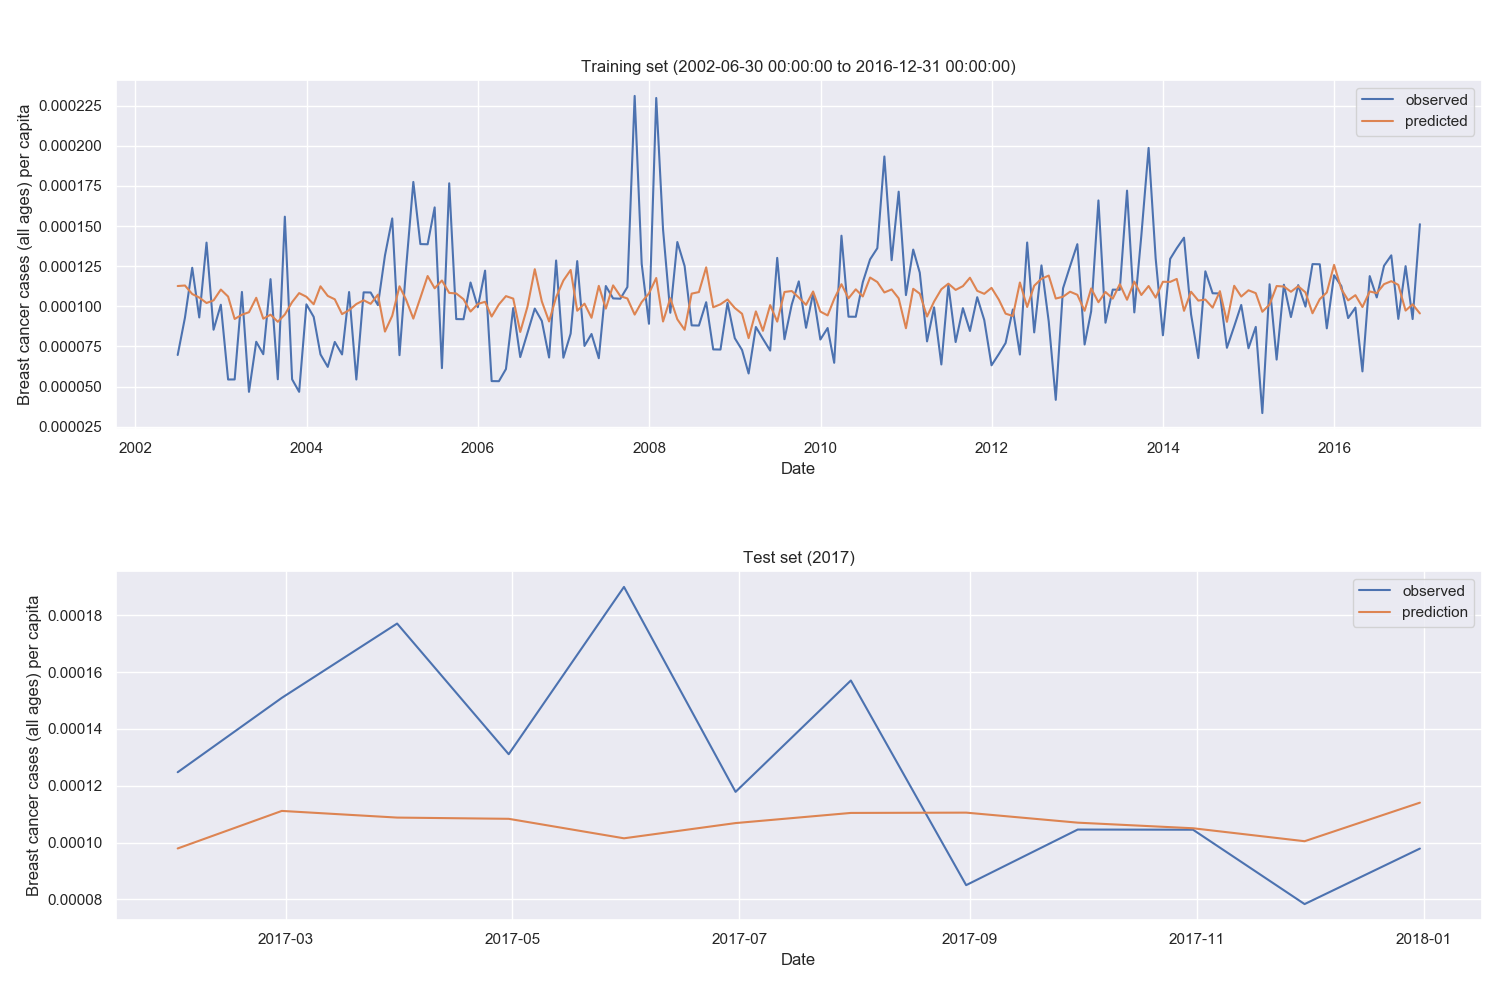 Training set (2002-06-30 00:00:00 to 2016-12-31 00:00:00)
Breast cancer cases (all ages) per capita
0.000225
0.000200
0.000175
0.000150
0.000125
0.000100
0.000075
0.000050
0.000025
observed
predicted
2002 2004 2006 2008 2010 2012 2014 2016
Date
Test set (2017)
Breast cancer cases (all ages) per capita
0.00018
0.00016
0.00014
0.00012
0.00010
0.00008
observed
prediction
2017-03 2017-05 2017-07 2017-09 2017-11 2018-01
Date